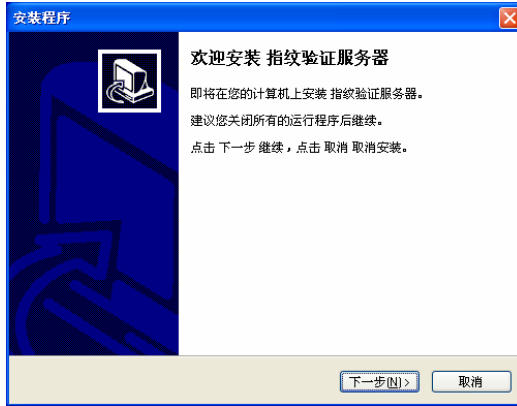 安装程序
欢迎安装 指纹验证服务器
即将在您的计算机上安装 指纹验证服务器。
建议您关闭所有的运行程序后继续。
点击 下一步 继续，点击 取消 取消安装。
下一步(N) >
取消